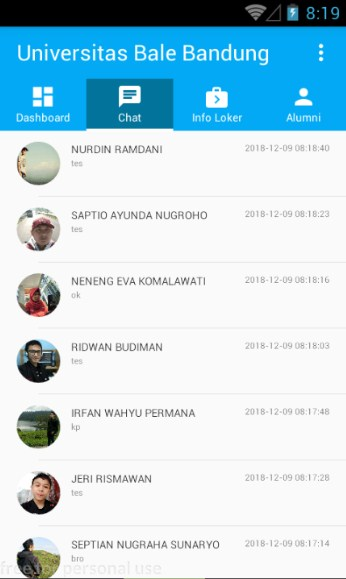 8:19
Universitas Bale Bandung
Dashboard
Chat
Info Loker
Alumni
NURDIN RAMDANI
2018-12-09 08:18:40
tes
SAPTIO AYUNDA NUGROHO
2018-12-09 08:18:23
tes
NENENG EVA KOMALAWATI
2018-12-09 08:18:16
ok
RIDWAN BUDIMAN
2018-12-09 08:18:03
tes
IRFAN WAHYU PERMANA
2018-12-09 08:17:48
kp
JERI RISMAWAN
2018-12-09 08:17:28
tes
SEPTIAN NUGRAHA SUNARYO
2018-12-09 08:17:14
bro
free for personal use